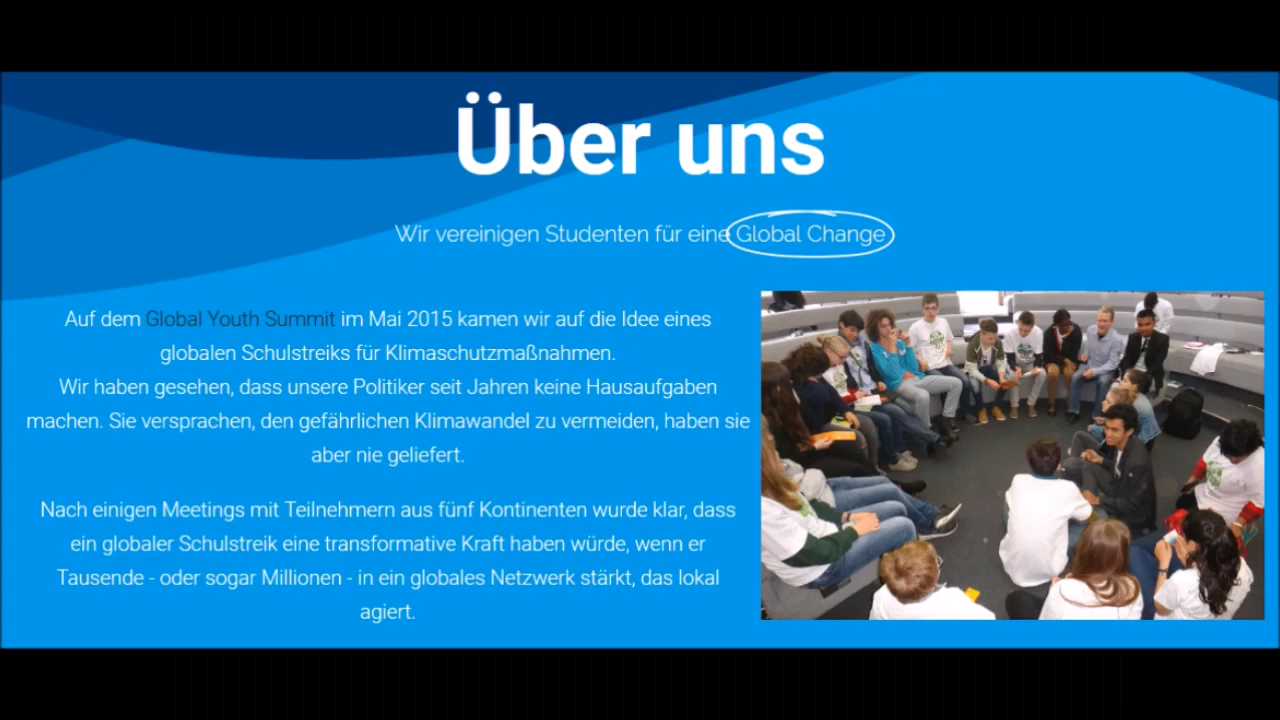 Über uns
Wir vereinigen Studenten für eine Global Change
Auf dem Global Youth Summit im Mai 2015 kamen wir auf die Idee eines
globalen Schulstreiks für Klimaschutzmaßnahmen.
Wir haben gesehen, dass unsere Politiker seit Jahren keine Hausaufgaben
machen. Sie versprachen, den gefährlichen Klimawandel zu vermeiden, haben sie
aber nie geliefert.
Nach einigen Meetings mit Teilnehmern aus fünf Kontinenten wurde klar, dass
ein globaler Schulstreik eine transformative Kraft haben würde, wenn er
Tausende - oder sogar Millionen - in ein globales Netzwerk stärkt, das lokal
agiert.